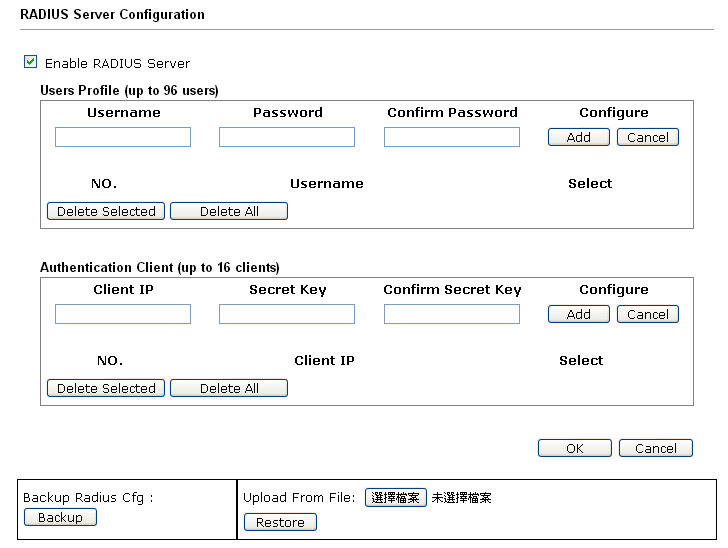 RADIUS Server Configuration
Enable RADIUS Server
Users Profile (up to 96 users)
Username Password Confirm Password Configure
Add Cancel
NO. Username Select
Delete Selected Delete All
Authentication Client (up to 16 clients)
Client IP Secret Key Confirm Secret Key Configure
Add Cancel
NO. Client IP Select
Delete Selected Delete All
OK Cancel
Backup Radius Cfg :
Backup
Upload From File: 選擇檔案 未選擇檔案
Restore